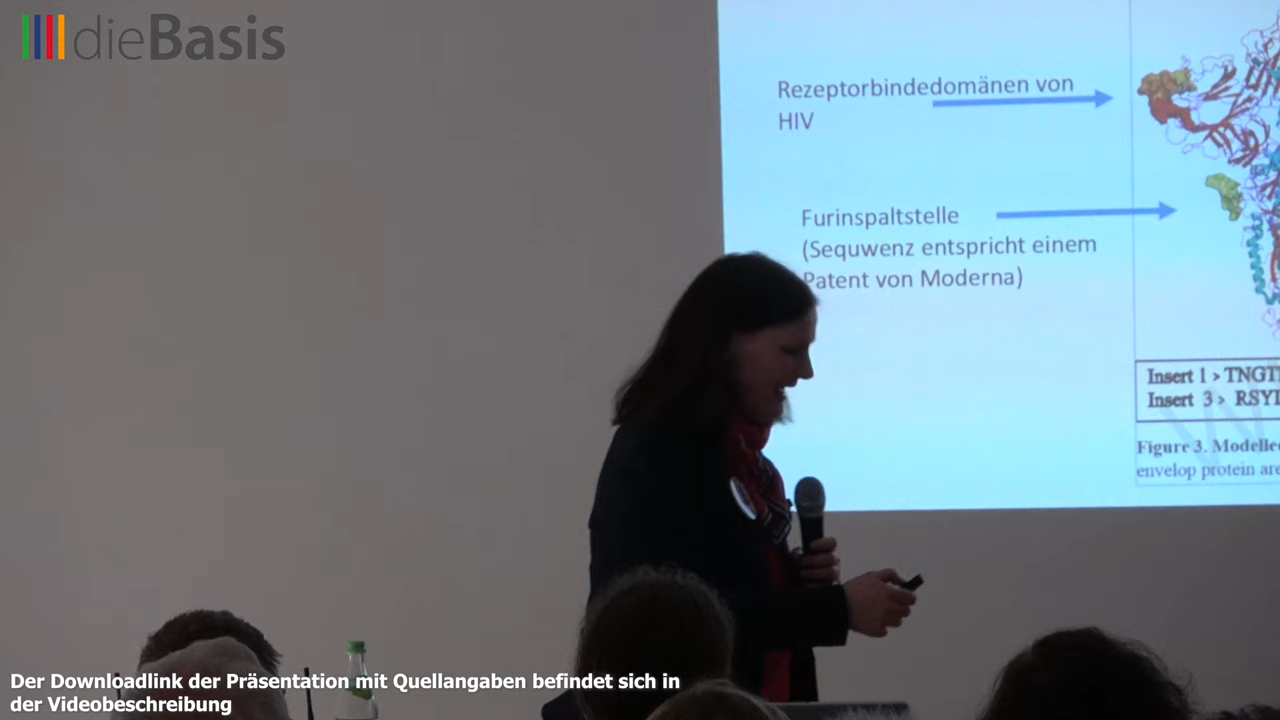 dieBasis
Rezeptorbindedomänen von
HIV
Furinspaltstelle
(Sequwenz entspricht einem
Patent von Moderna)
Insert 1 > TNGT
Insert 3 > RSYL
Figure 3. Modelled
envelop protein are
Der Downloadlink der Präsentation mit Quellangaben befindet sich in
der Videobeschreibung